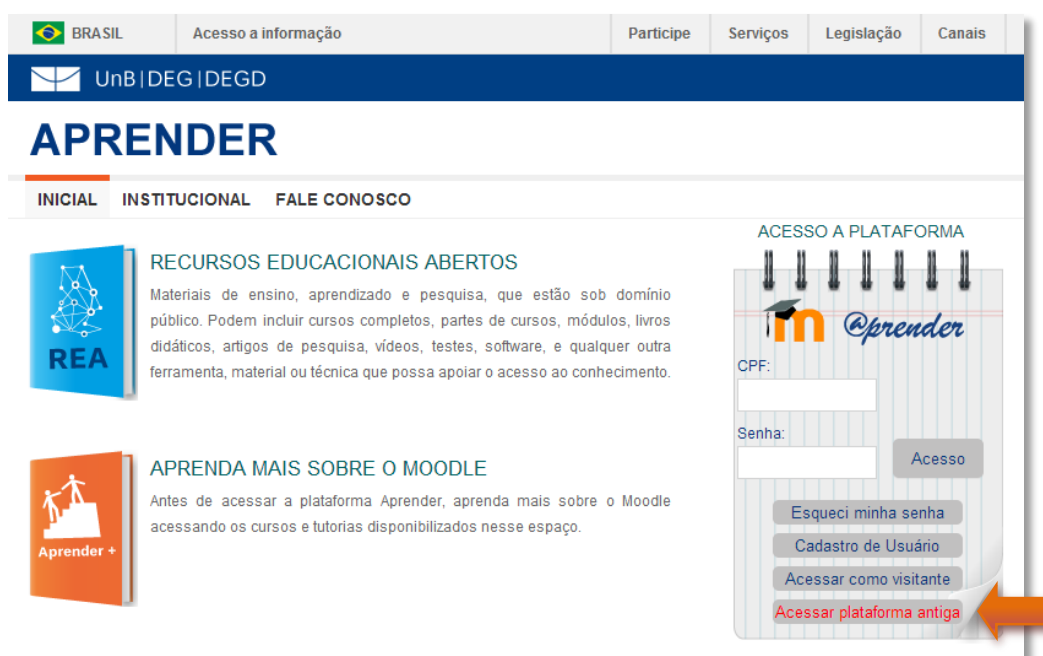 BRASIL Acesso a informação Participe Serviços Legislação Canais
UnB|DEG|DEGD
APRENDER
INICIAL INSTITUCIONAL FALE CONOSCO
RECURSOS EDUCACIONAIS ABERTOS
Materiais de ensino, aprendizado e pesquisa, que estão sob domínio
público. Podem incluir cursos completos, partes de cursos, módulos, livros
didáticos, artigos de pesquisa, vídeos, testes, software, e qualquer outra
ferramenta, material ou técnica que possa apoiar o acesso ao conhecimento.
REA
APRENDA MAIS SOBRE O MOODLE
Antes de acessar a plataforma Aprender, aprenda mais sobre o Moodle
acessando os cursos e tutorias disponibilizados nesse espaço.
Aprender +
ACESSO A PLATAFORMA
m @prender
CPF:
Senha:
Acesso
Esqueci minha senha
Cadastro de Usuário
Acessar como visitante
Acessar plataforma antiga